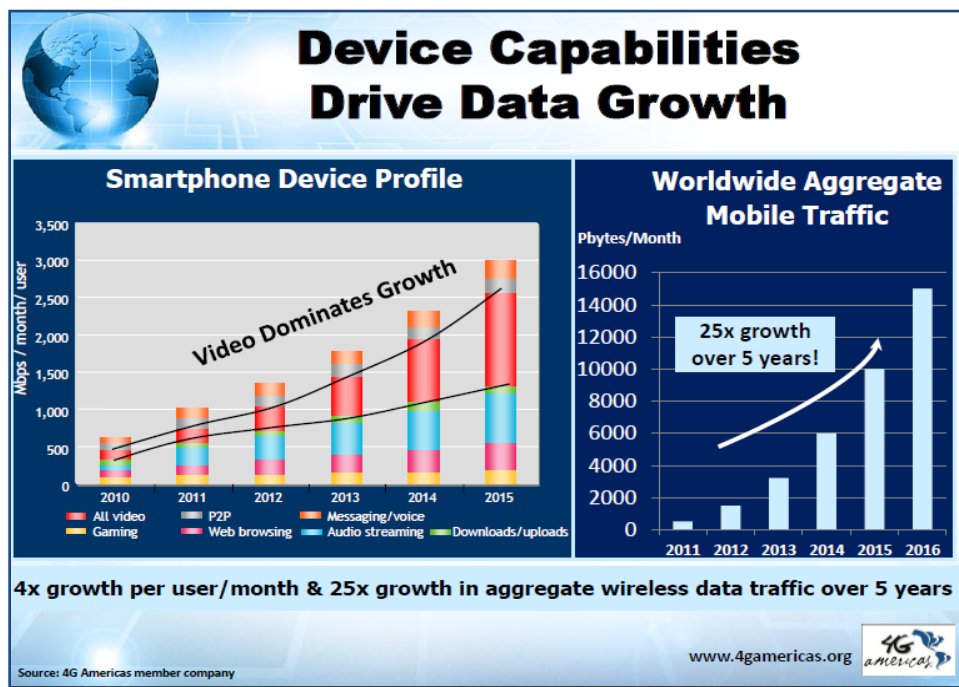 Device Capabilities
Drive Data Growth
Smartphone Device Profile
Mbps / month/ user
3,500
3,000
2,500
2,000
1,500
1,000
500
0
Video Dominates Growth
2010 2011 2012 2013 2014 2015
All video P2P Messaging/voice
Gaming Web browsing Audio streaming Downloads/uploads
Worldwide Aggregate
Mobile Traffic
Pbytes/Month
16000
14000
12000
10000
8000
6000
4000
2000
0
25x growth
over 5 years!
2011 2012 2013 2014 2015 2016
4x growth per user/month & 25x growth in aggregate wireless data traffic over 5 years
www.4gamericas.org
4G
americas
Source: 4G Americas member company